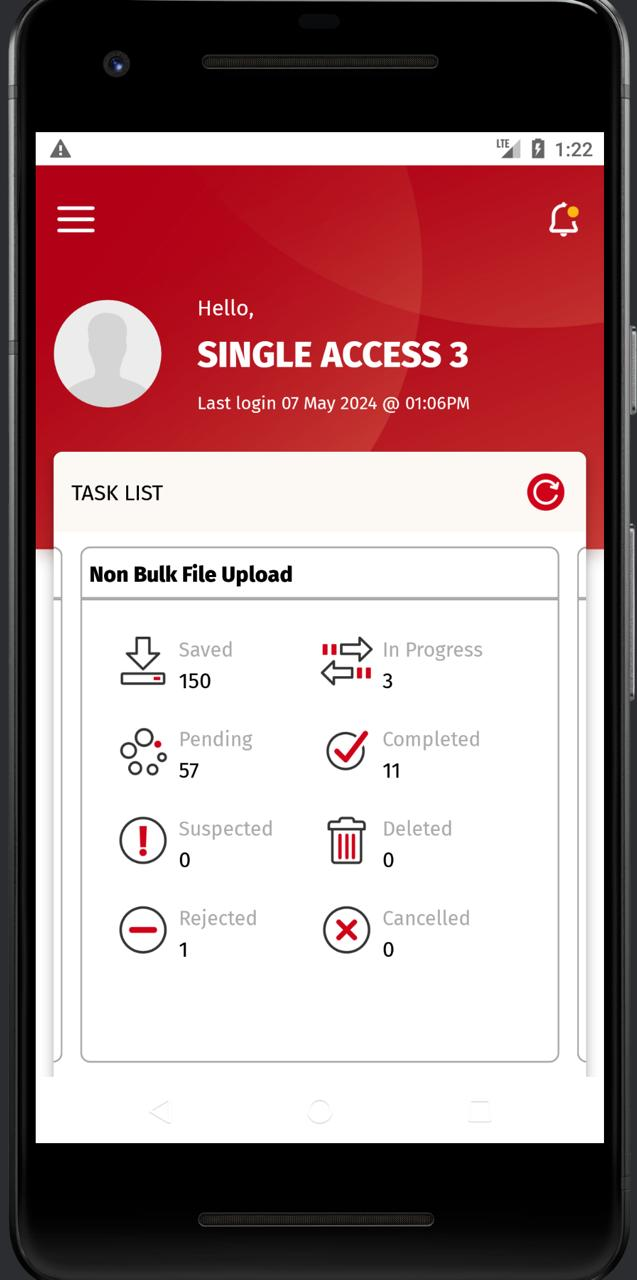 LTE 1:22
Hello,
SINGLE ACCESS 3
Last login 07 May 2024 @ 01:06PM
TASK LIST
Non Bulk File Upload
Saved
150
In Progress
3
Pending
57
Completed
11
Suspected
0
Deleted
0
Rejected
1
Cancelled
0